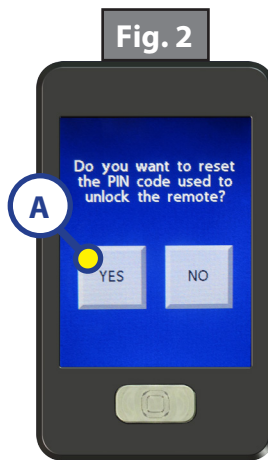 Fig. 2
Do you want to reset
the PIN code used to
unlock the remote?
A
YES NO